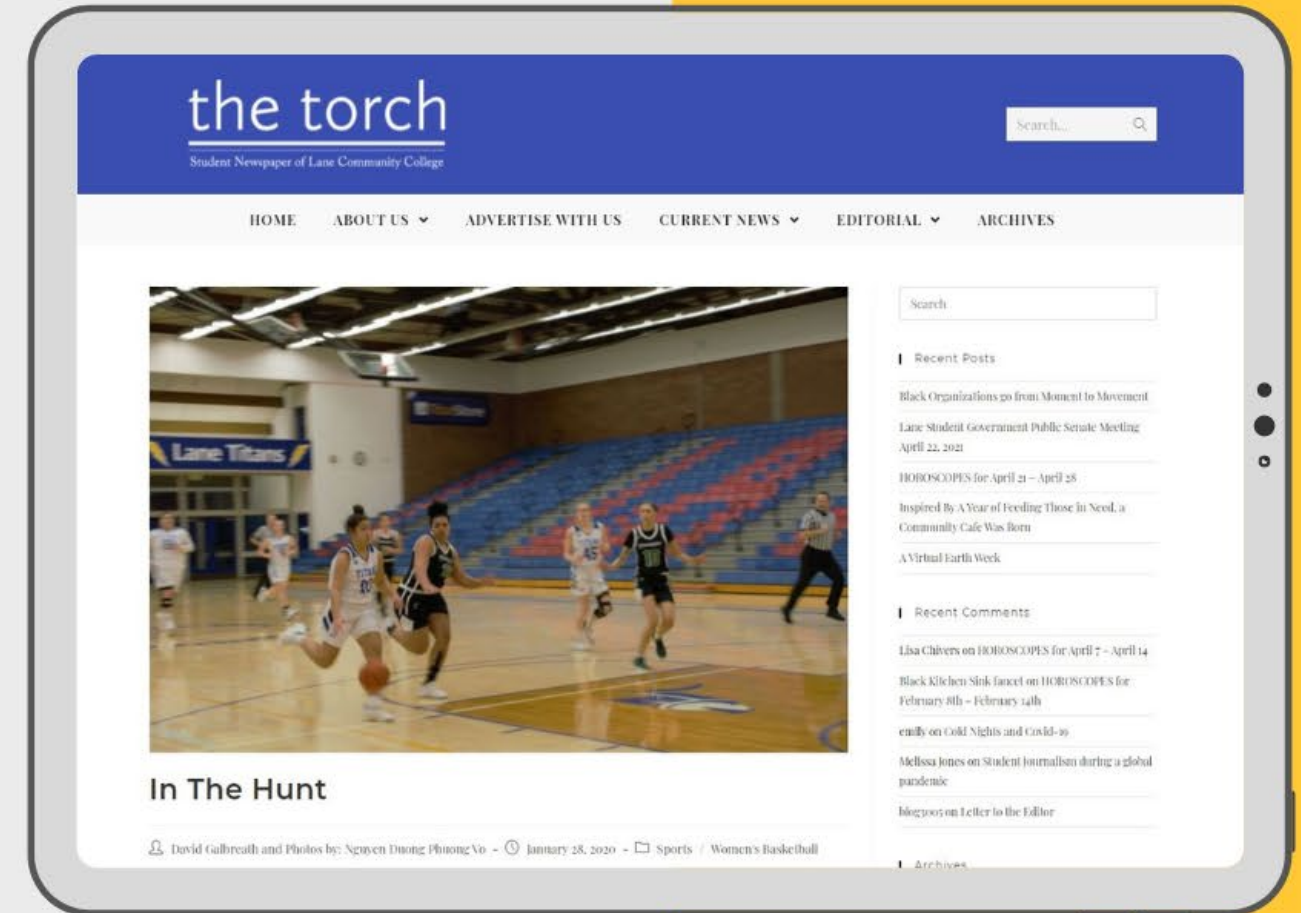 the torch
Student Newspaper of Lane Community College
Search...
HOME ABOUT US ADVERTISE WITH US CURRENT NEWS EDITORIAL ARCHIVES
Lane Titans
TITANS
10
45
In The Hunt
David Galbreath and Photos by: Nguyen Duong Phuong Vo - January 28, 2020 - Sports / Women's Basketball
Search
Recent Posts
Black Organizations go from Moment to Movement
Lane Student Government Public Senate Meeting
April 22, 2021
HOROSCOPES for April 21 – April 28
Inspired By A Year of Feeding Those in Need, a
Community Cafe Was Born
A Virtual Earth Week
Recent Comments
Lisa Chivers on HOROSCOPES for April 7 – April 14
Black Kitchen Sink faucet on HOROSCOPES for
February 8th – February 14th
emily on Cold Nights and Covid-19
Melissa Jones on Student Journalism during a global
pandemic
blog3005 on Letter to the Editor
Archives